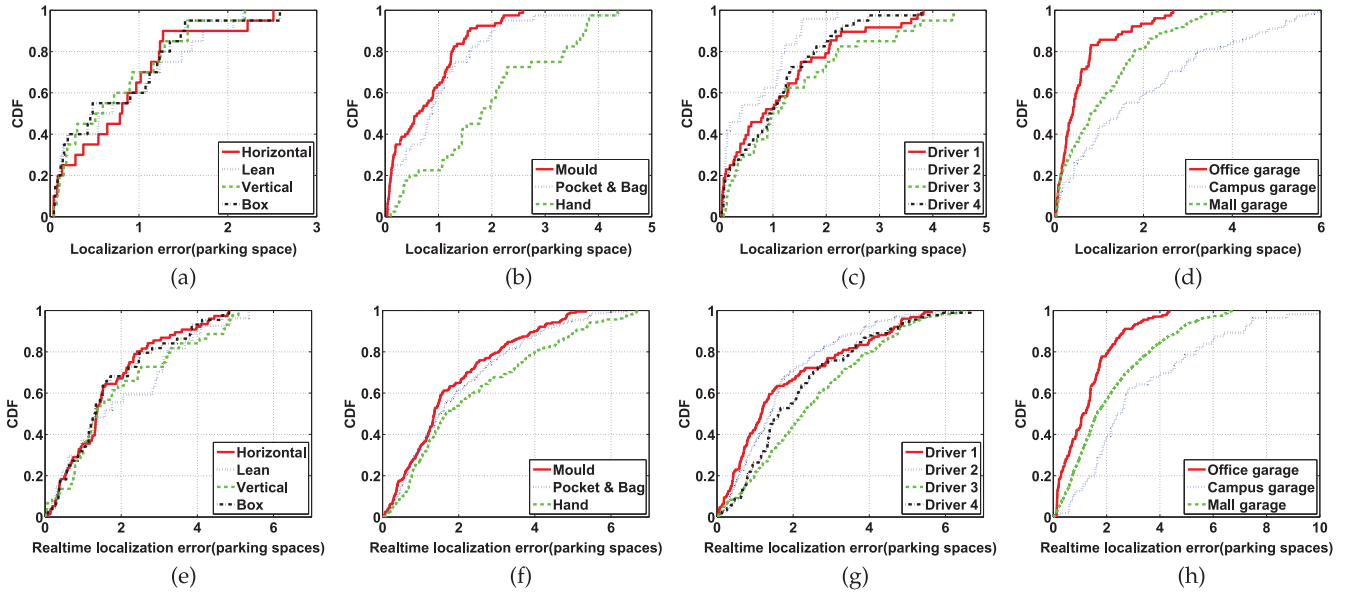 1
0.8
0.6
0.4
0.2
0
CDF
0 1 2 3
Localizarion error(parking space)
Horizontal
Lean
Vertical
Box
(a)
1
0.8
0.6
0.4
0.2
0
CDF
0 1 2 3 4 5
Localizarion error(parking space)
Mould
Pocket & Bag
Hand
(b)
1
0.8
0.6
0.4
0.2
0
CDF
0 1 2 3 4 5
Localizarion error(parking space)
Driver 1
Driver 2
Driver 3
Driver 4
(c)
1
0.8
0.6
0.4
0.2
0
CDF
0 2 4 6
Localizarion error(parking space)
Office garage
Campus garage
Mall garage
(d)
1
0.8
0.6
0.4
0.2
0
CDF
0 2 4 6
Realtime localization error(parking spaces)
Horizontal
Lean
Vertical
Box
(e)
1
0.8
0.6
0.4
0.2
0
CDF
0 2 4 6
Realtime localization error(parking spaces)
Mould
Pocket & Bag
Hand
(f)
1
0.8
0.6
0.4
0.2
0
CDF
0 2 4 6
Realtime localization error(parking spaces)
Driver 1
Driver 2
Driver 3
Driver 4
(g)
1
0.8
0.6
0.4
0.2
0
CDF
0 2 4 6 8 10
Realtime localization error(parking spaces)
Office garage
Campus garage
Mall garage
(h)